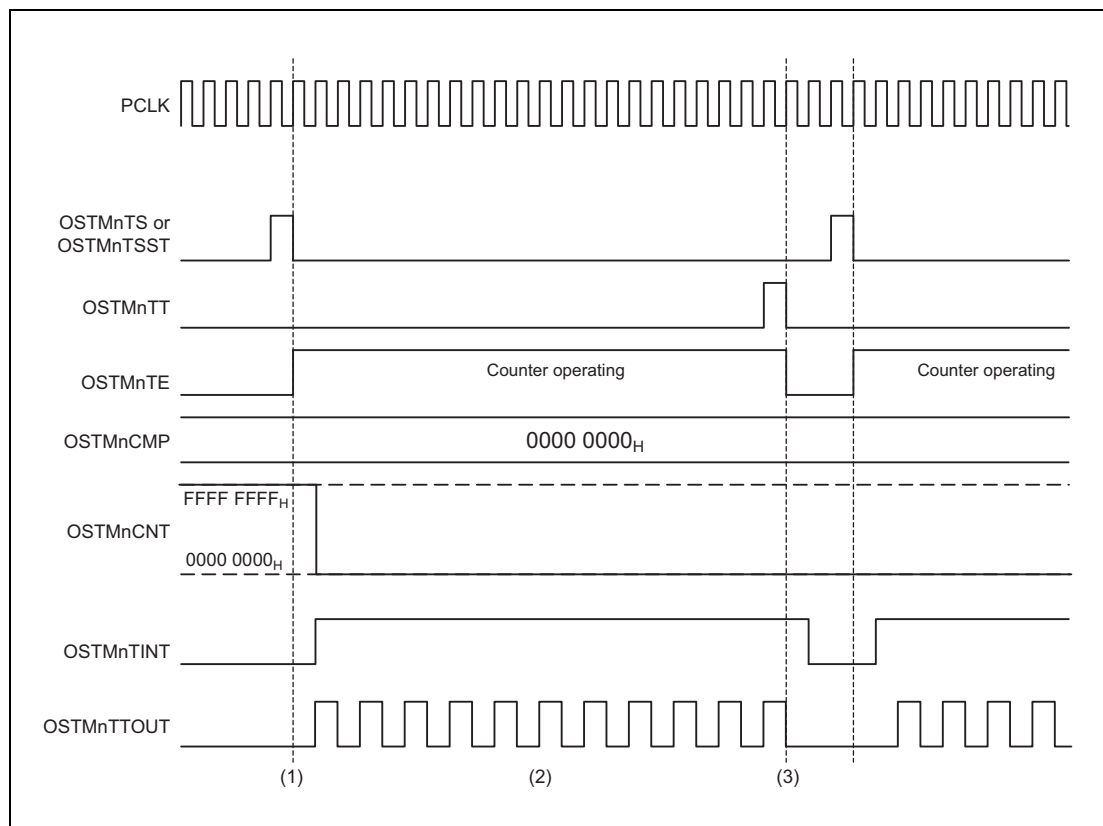 PCLK
OSTMnTS or
OSTMnTSST
OSTMnTT
OSTMnTE
Counter operating
Counter operating
OSTMnCMP
0000 0000H
FFFF FFFFH
OSTMnCNT
0000 0000H
OSTMnTINT
OSTMnTTOUT
(1)
(2)
(3)